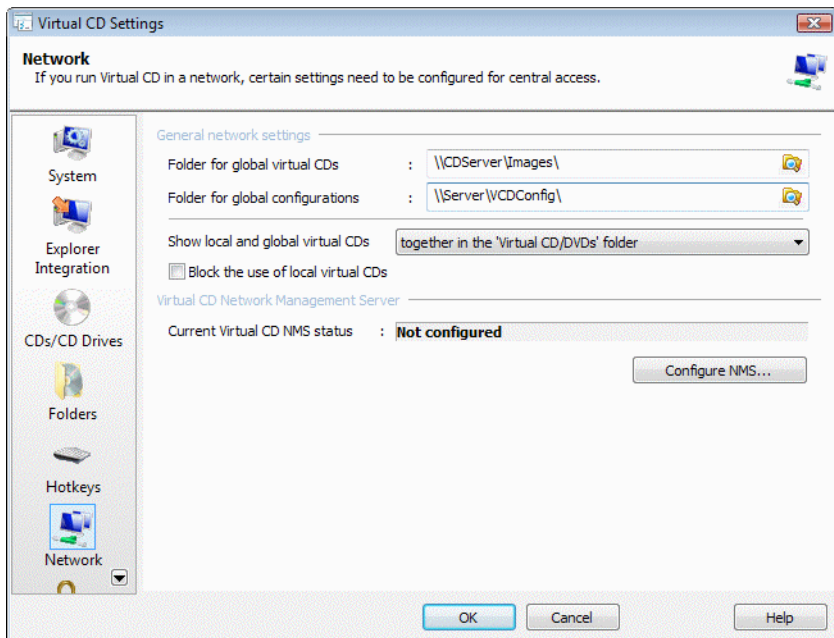 Virtual CD Settings
Network
If you run Virtual CD in a network, certain settings need to be configured for central access.
System
Explorer
Integration
CDs/CD Drives
Folders
Hotkeys
Network
General network settings
Folder for global virtual CDs : \\CDServer\Images\
Folder for global configurations : \\Server\VCDConfig\
Show local and global virtual CDs together in the 'Virtual CD/DVDs' folder
Block the use of local virtual CDs
Virtual CD Network Management Server
Current Virtual CD NMS status : Not configured
Configure NMS...
OK Cancel Help